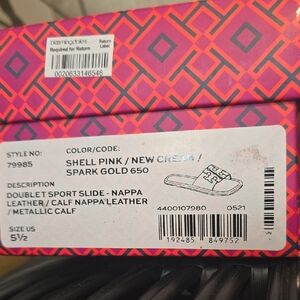 bloomingdale's
Required for Return
Return
Label
0020633146546
STYLE NO:
79985
COLOR/CODE:
SHELL PINK / NEW CREAM /
SPARK GOLD 650
DESCRIPTION
DOUBLE T SPORT SLIDE - NAPPA
LEATHER / CALF NAPPA LEATHER
/ METALLIC CALF
SIZE US
5½
4400107980 0521
192485 849752